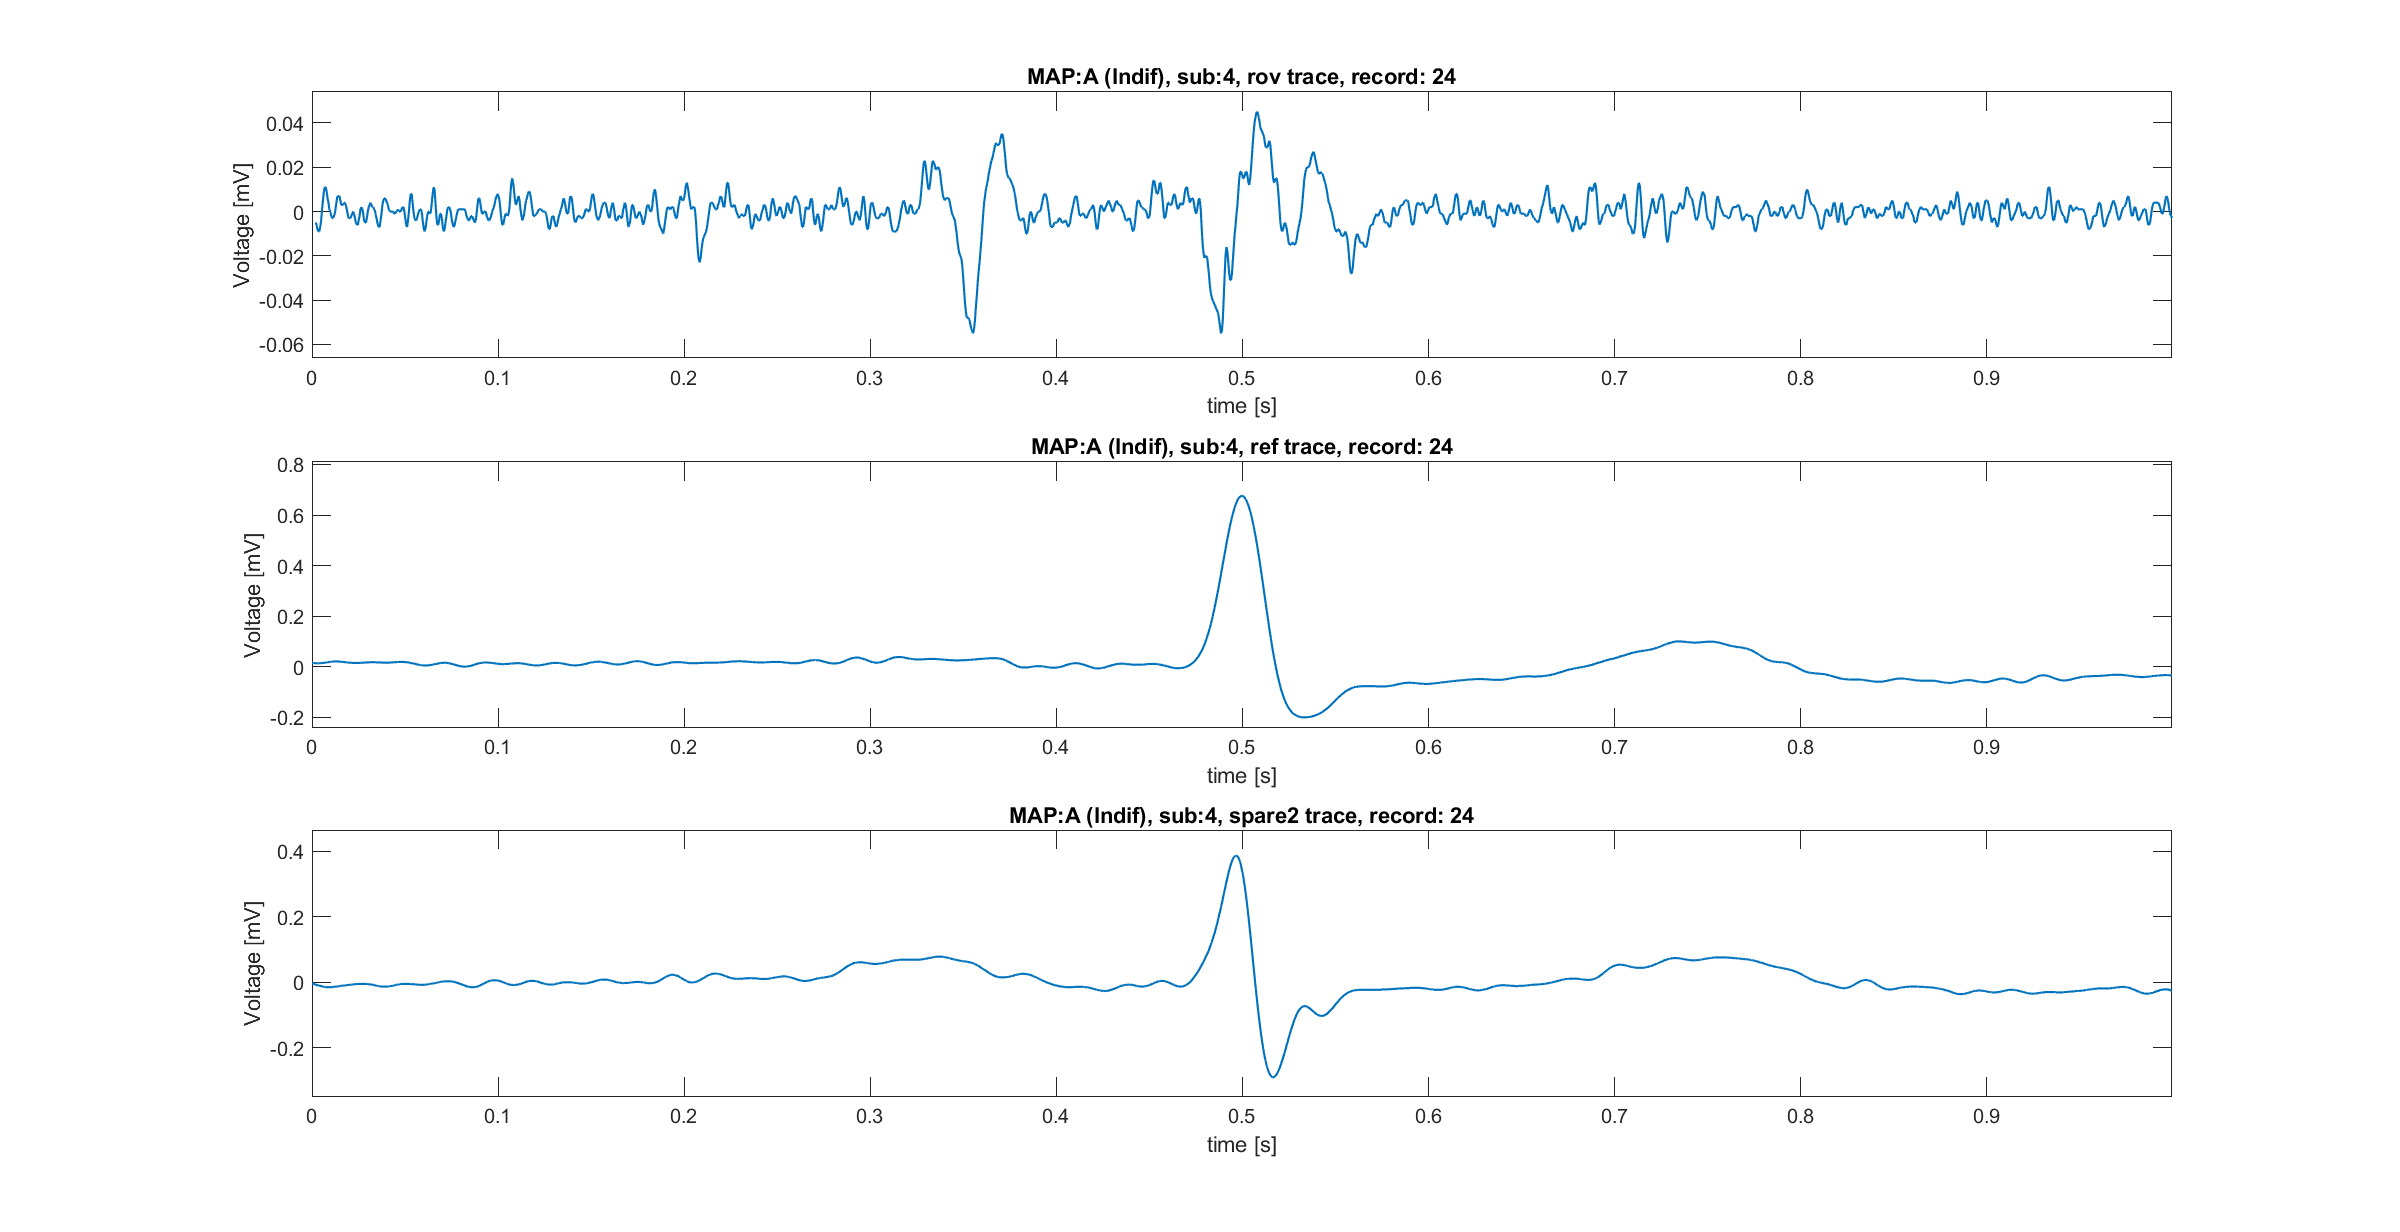 MAP:A (Indif), sub:4, rov trace, record: 24
Voltage [mV]
0.04
0.02
0
-0.02
-0.04
-0.06
0 0.1 0.2 0.3 0.4 0.5 0.6 0.7 0.8 0.9
time [s]
MAP:A (Indif), sub:4, ref trace, record: 24
Voltage [mV]
0.8
0.6
0.4
0.2
0
-0.2
0 0.1 0.2 0.3 0.4 0.5 0.6 0.7 0.8 0.9
time [s]
MAP:A (Indif), sub:4, spare2 trace, record: 24
Voltage [mV]
0.4
0.2
0
-0.2
0 0.1 0.2 0.3 0.4 0.5 0.6 0.7 0.8 0.9
time [s]